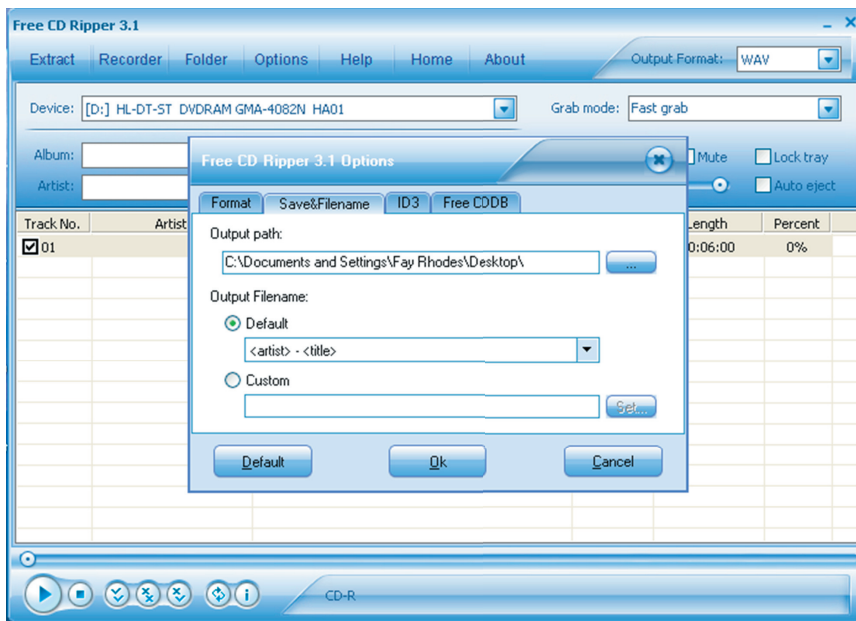 Free CD Ripper 3.1
Extract Recorder Folder Options Help Home About Output Format: WAV
Device: [D:] HL-DT-ST DVDRAM GMA-4082N HA01 Grab mode: Fast grab
Album: Mute Lock tray
Artist: Auto eject
Track No. Artist Length Percent
01 0:06:00 0%
Free CD Ripper 3.1 Options
Format Save&Filename ID3 Free CDDB
Output path:
C:\Documents and Settings\Fay Rhodes\Desktop\ ...
Output Filename:
Default
<artist> - <title>
Custom
Set...
Default Ok Cancel
CD-R